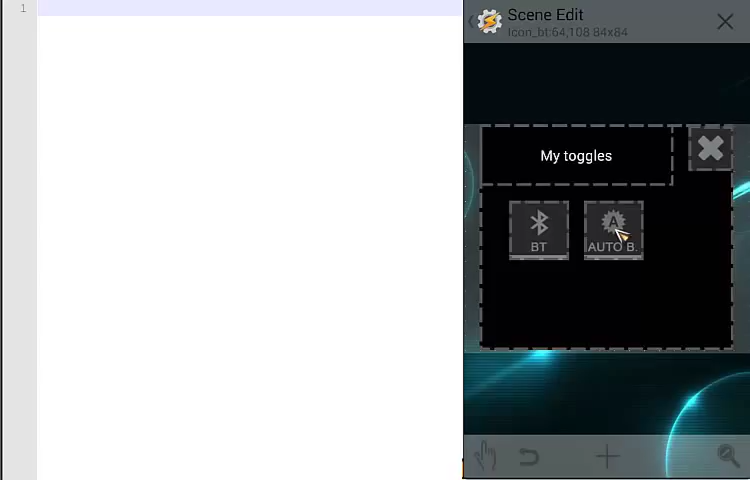 1
Scene Edit
Icon_bt:64,108 84x84
My toggles
BT
A
AUTO B.